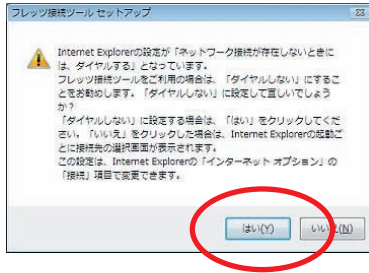 フレッツ接続ツール セットアップ
Internet Explorerの設定が「ネットワーク接続が存在しないときに
は、ダイヤルする」となっています。
フレッツ接続ツールをご利用の場合は、「ダイヤルしない」にするこ
とをお勧めします。「ダイヤルしない」に設定して宜しいでしょう
か?
「ダイヤルしない」に設定する場合は、「はい」をクリックしてくだ
さい。「いいえ」をクリックした場合は、Internet Explorerの起動ご
とに接続先の選択画面が表示されます。
この設定は、Internet Explorerの「インターネット オプション」の
「接続」項目で変更できます。
はい(Y) いいえ(N)